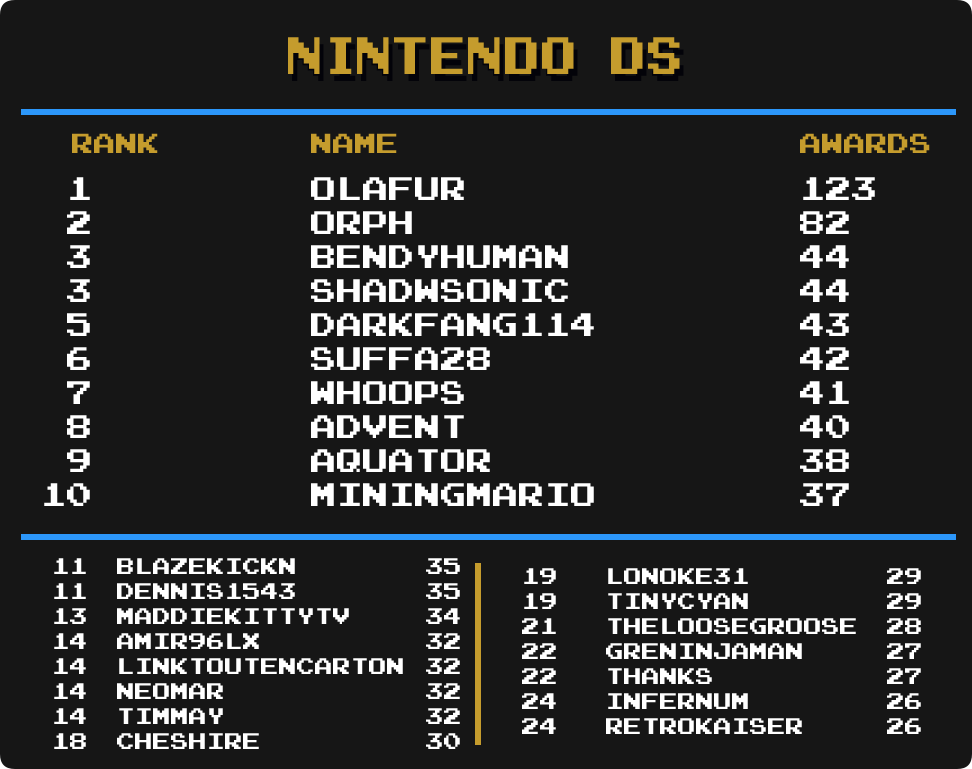 NINTENDO DS
RANK NAME AWARDS
1 OLAFUR 123
2 ORPH 82
3 BENDYHUMAN 44
3 SHADWSONIC 44
5 DARKFANG114 43
6 SUFFA28 42
7 WHOOPS 41
8 ADVENT 40
9 AQUATOR 38
10 MININGMARIO 37
11 BLAZEKICKN 35
11 DENNIS1543 35
13 MADDIEKITTYTV 34
14 AMIR96LX 32
14 LINKTOUTENCARTON 32
14 NEOMAR 32
14 TIMMAY 32
18 CHESHIRE 30
19 LONOKE31 29
19 TINYCYAN 29
21 THELOOSEGROOSE 28
22 GRENINJAMAN 27
22 THANKS 27
24 INFERNUM 26
24 RETROKAISER 26